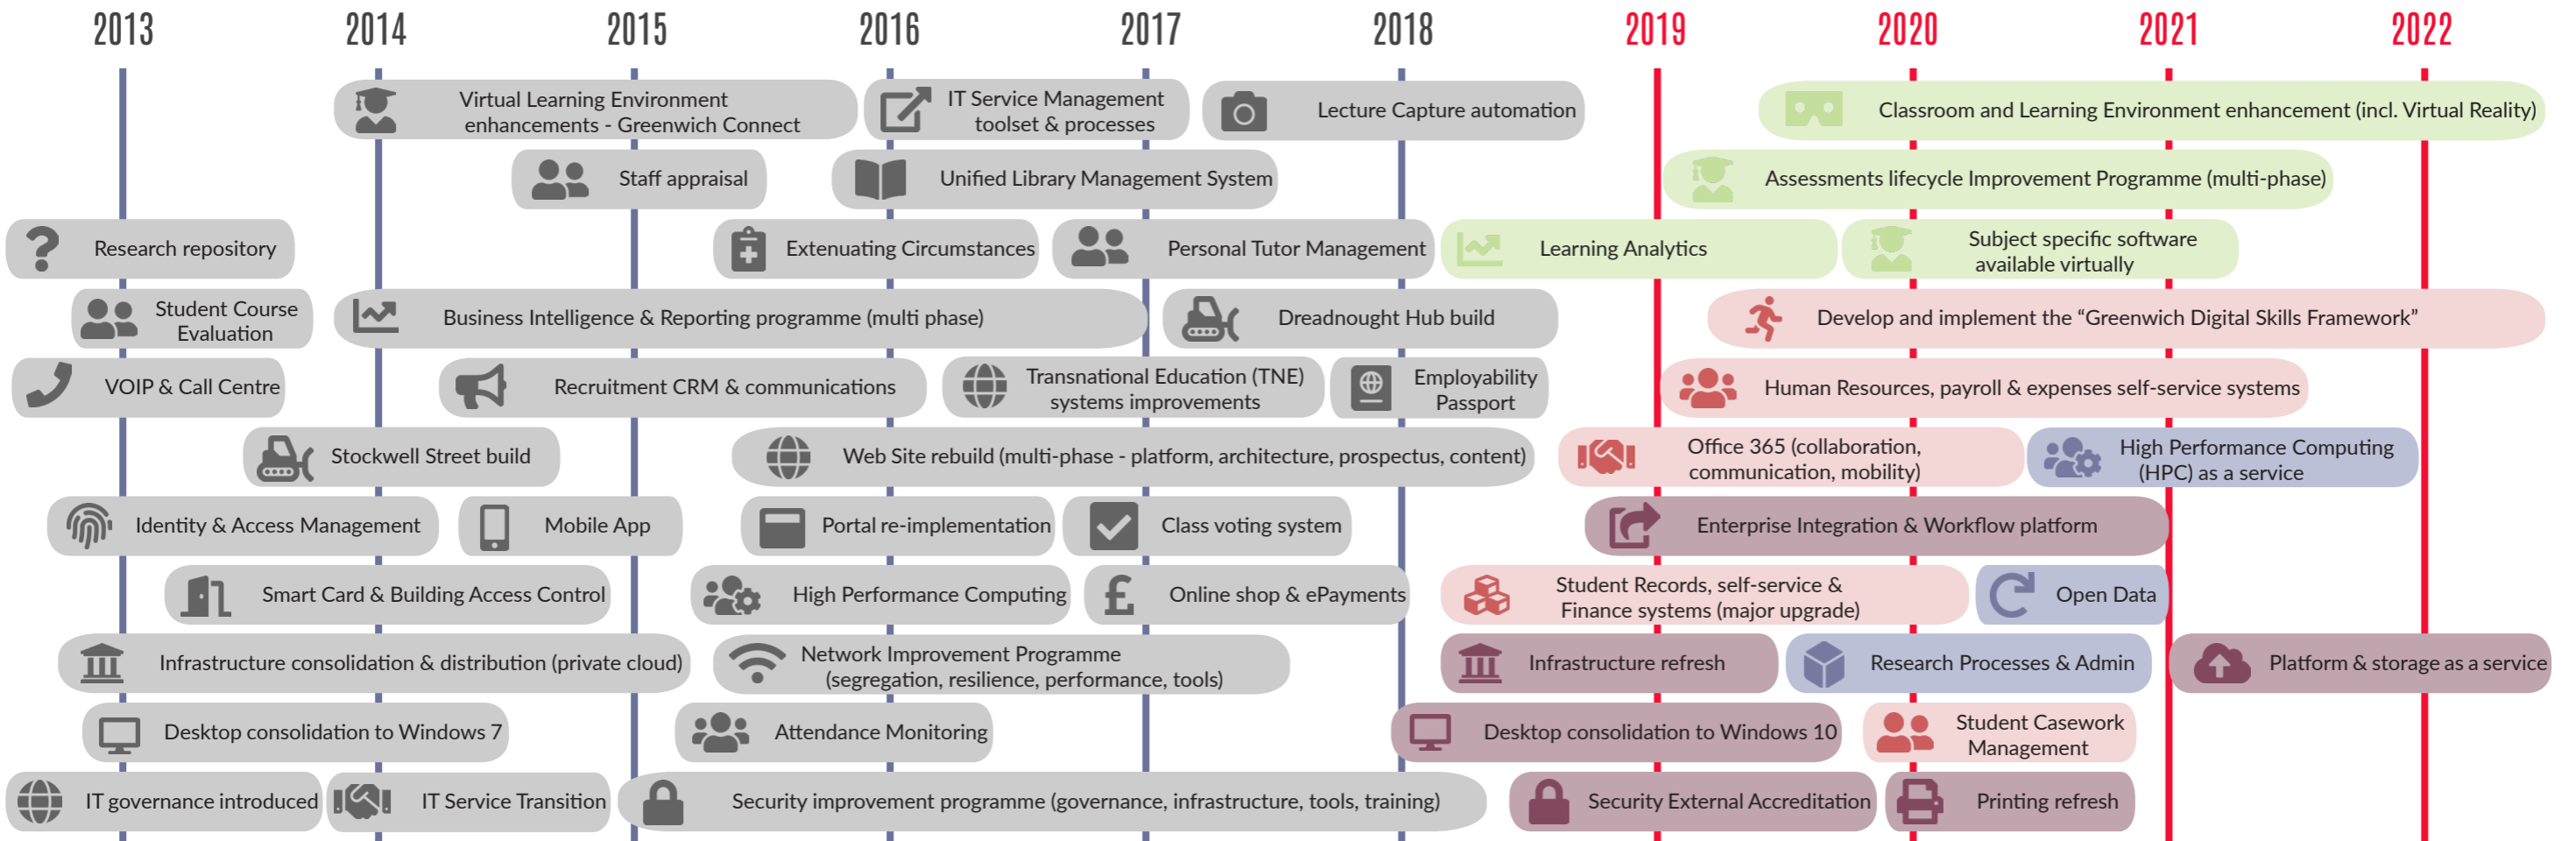 2013 2014 2015 2016 2017 2018 2019 2020 2021 2022
Virtual Learning Environment
enhancements - Greenwich Connect
IT Service Management
toolset & processes
Lecture Capture automation
Classroom and Learning Environment enhancement (incl. Virtual Reality)
Staff appraisal
Unified Library Management System
Assessments lifecycle Improvement Programme (multi-phase)
Research repository
Extenuating Circumstances
Personal Tutor Management
Learning Analytics
Subject specific software
available virtually
Student Course
Evaluation
Business Intelligence & Reporting programme (multi phase)
Dreadnought Hub build
Develop and implement the “Greenwich Digital Skills Framework”
VOIP & Call Centre
Recruitment CRM & communications
Transnational Education (TNE)
systems improvements
Employability
Passport
Human Resources, payroll & expenses self-service systems
Stockwell Street build
Web Site rebuild (multi-phase - platform, architecture, prospectus, content)
Office 365 (collaboration,
communication, mobility)
High Performance Computing
(HPC) as a service
Identity & Access Management
Mobile App
Portal re-implementation
Class voting system
Enterprise Integration & Workflow platform
Smart Card & Building Access Control
High Performance Computing
Online shop & ePayments
Student Records, self-service &
Finance systems (major upgrade)
Open Data
Infrastructure consolidation & distribution (private cloud)
Network Improvement Programme
(segregation, resilience, performance, tools)
Infrastructure refresh
Research Processes & Admin
Platform & storage as a service
Desktop consolidation to Windows 7
Attendance Monitoring
Desktop consolidation to Windows 10
Student Casework
Management
IT governance introduced
IT Service Transition
Security improvement programme (governance, infrastructure, tools, training)
Security External Accreditation
Printing refresh